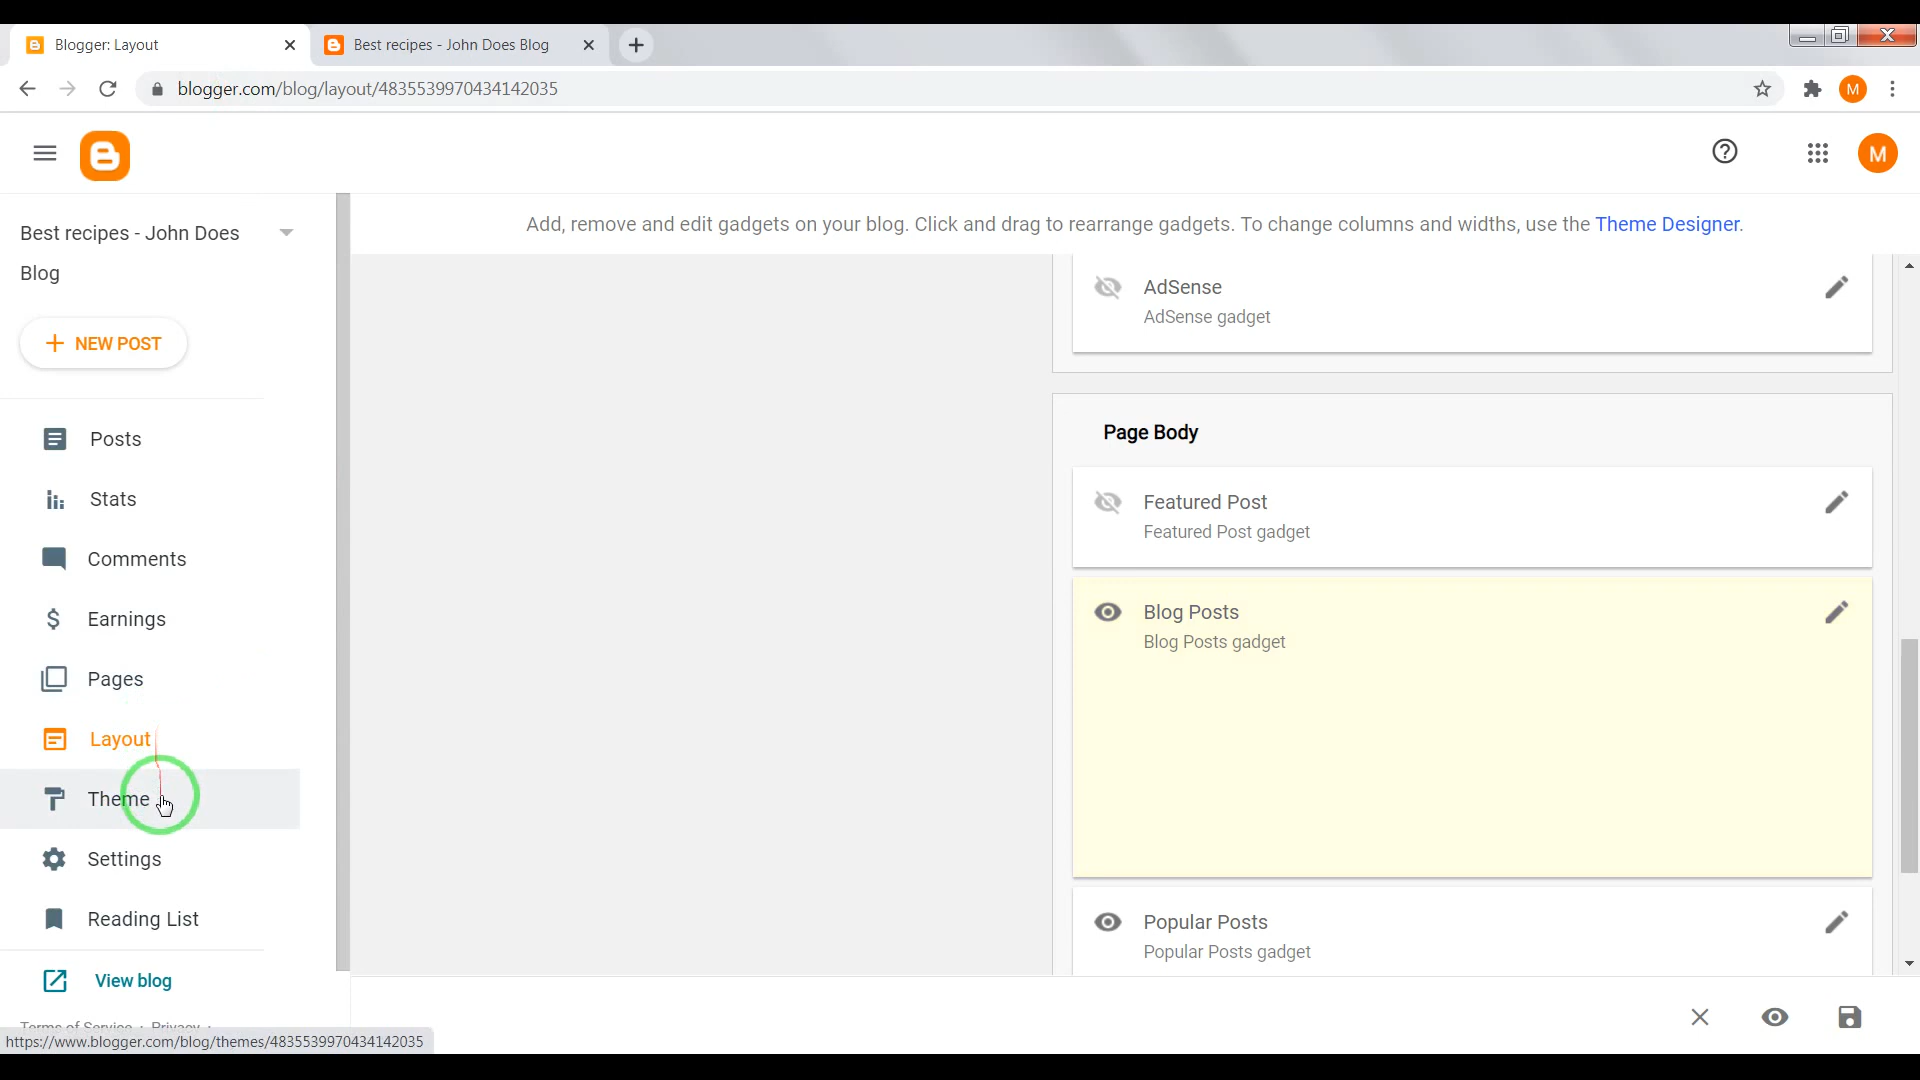 Blogger: Layout
Best recipes - John Does Blog
blogger.com/blog/layout/4835539970434142035
M
M
Best recipes - John Does
Blog
Add, remove and edit gadgets on your blog. Click and drag to rearrange gadgets. To change columns and widths, use the Theme Designer.
NEW POST
AdSense
AdSense gadget
Posts
Page Body
Stats
Featured Post
Featured Post gadget
Comments
Earnings
Blog Posts
Blog Posts gadget
Pages
Layout
Theme
Settings
Reading List
Popular Posts
Popular Posts gadget
View blog
Terms of Service · Privacy ·
https://www.blogger.com/blog/themes/4835539970434142035